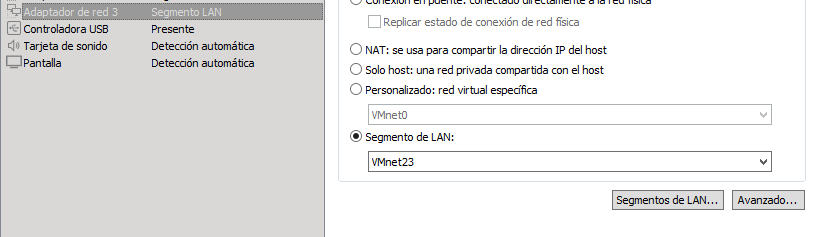 Adaptador de red 3 Segmento LAN
Controladora USB Presente
Tarjeta de sonido Detección automática
Pantalla Detección automática
Conexión en puente: conectado directamente a la red física
Replicar estado de conexión de red física
NAT: se usa para compartir la dirección IP del host
Solo host: una red privada compartida con el host
Personalizado: red virtual específica
VMnet0
Segmento de LAN:
VMnet23
Segmentos de LAN... Avanzado...